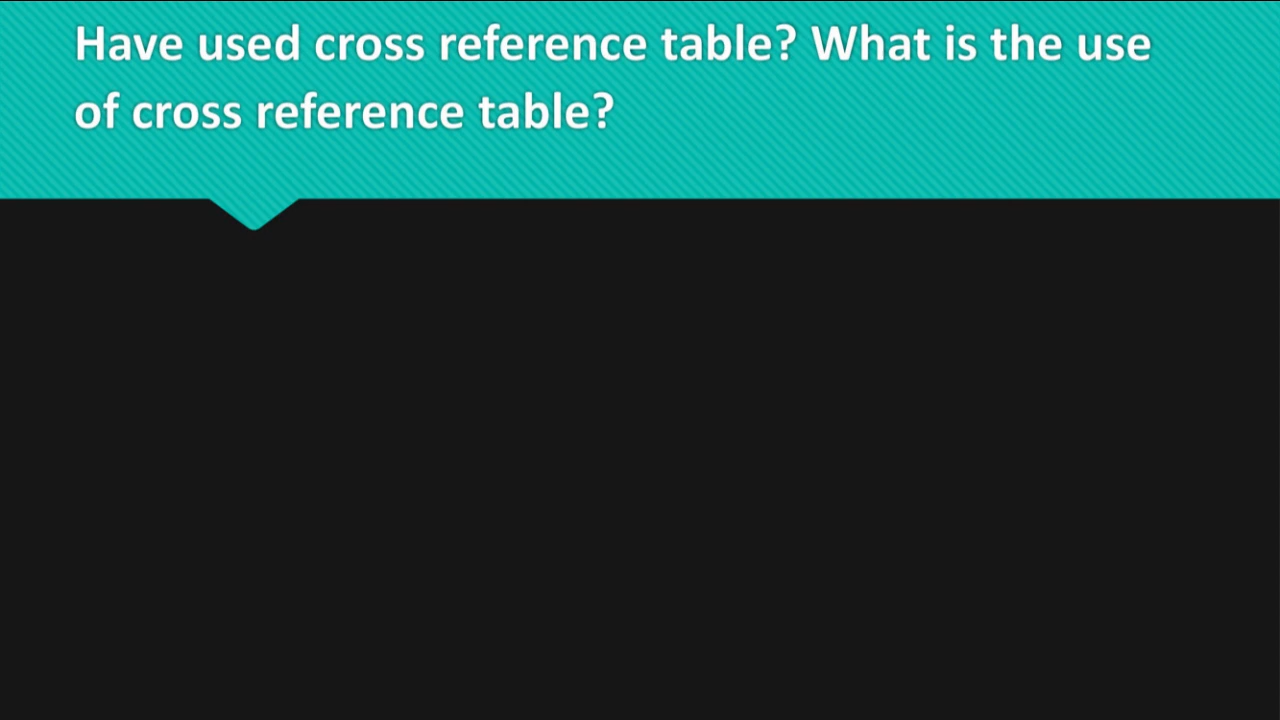 Have used cross reference table? What is the use
of cross reference table?